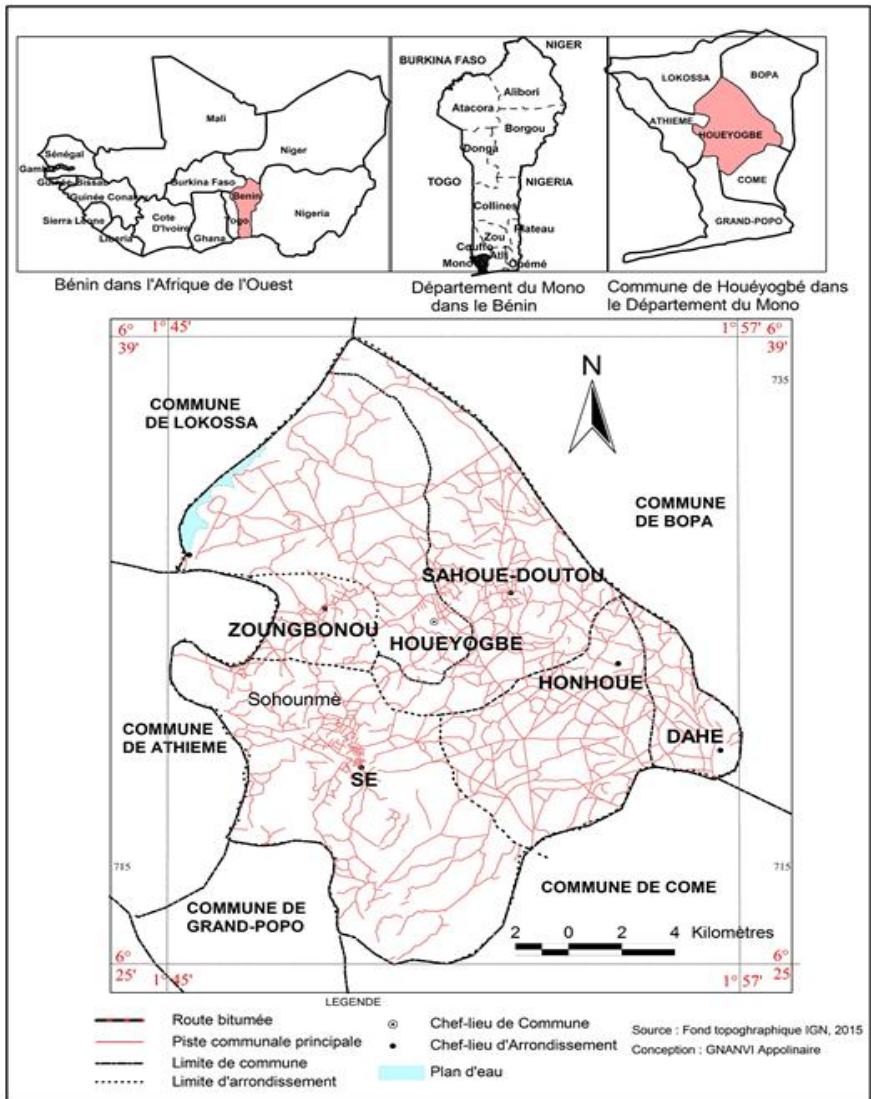 BURKINA FASO
NIGER
Alibori
Atacora
Borgou
Donga
TOGO
NIGERIA
Collines
Plateau
Zou
Couffo
Atl
Mono
Ouémé
LOKOSSA
BOPA
ATHIEME
HOUEYOGBE
COME
GRAND-POPO
Mali
Niger
Sénégal
Gambie
Guinée Bissau
Guinée Conakry
Burkina Faso
Bénin
Sierra Léone
Cote
D'Ivoire
Togo
Nigeria
Liberia
Ghana
Bénin dans l'Afrique de l'Ouest
Département du Mono
dans le Bénin
Commune de Houéyogbé dans
le Département du Mono
6° 1° 45'
39'
1° 57' 6°
39'
735
N
COMMUNE
DE LOKOSSA
COMMUNE
DE BOPA
SAHOUE-DOUTOU
ZOUNGBONOU
HOUEYOGBE
HONHOUE
Sohounmè
COMMUNE
DE ATHIEME
DAHE
SE
715
715
COMMUNE DE
GRAND-POPO
COMMUNE DE COME
2 0 2 4 Kilomètres
6°
25' 1° 45'
6°
1° 57' 25
LEGENDE
Route bitumée
Piste communale principale
Limite de commune
Limite d'arrondissement
Chef-lieu de Commune
Chef-lieu d'Arrondissement
Plan d'eau
Source : Fond topoghraphique IGN, 2015
Conception : GNANVI Appolinaire